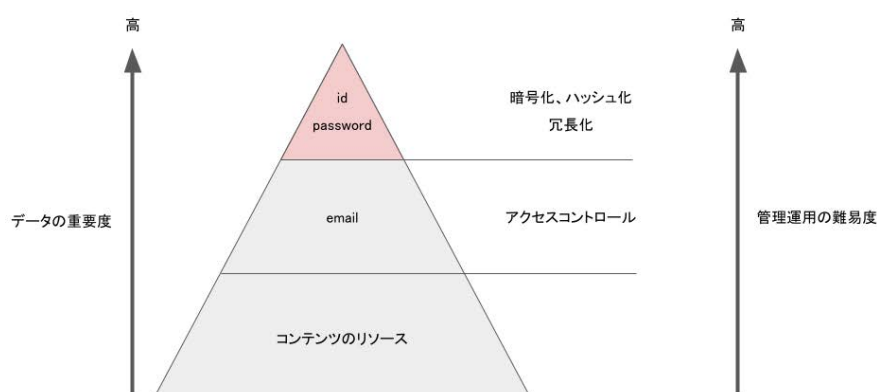 高
高
id
password
暗号化、ハッシュ化
冗長化
データの重要度
email
アクセスコントロール
管理運用の難易度
コンテンツのリソース